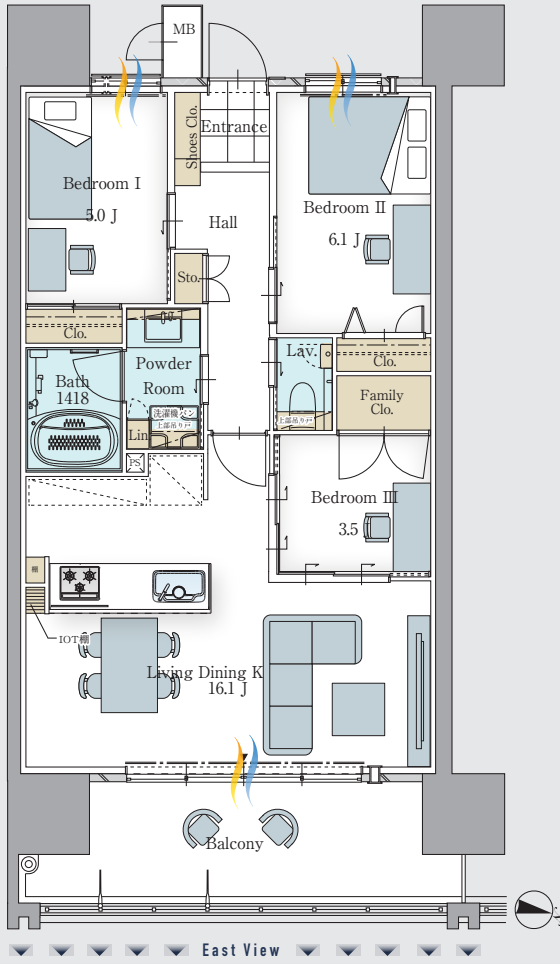 MB
Entrance
Shoes Clo.
Bedroom I
5.0 J
Bedroom II
6.1 J
Hall
Sto.
Clo.
Powder
Room
Lav.
Clo.
Bath
1418
Family
Clo.
洗濯機パン
上部吊り戸
上部吊り戸
Lin
PS
Bedroom III
3.5 J
棚
IOT棚
Living Dining K
16.1 J
Balcony
East View